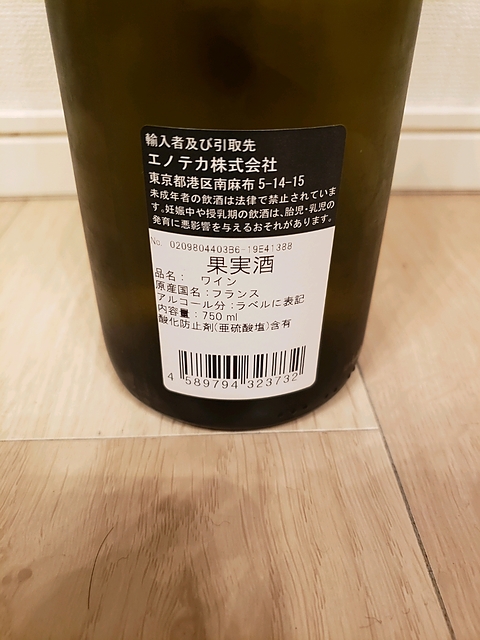 輸入者及び引取先
エノテカ株式会社
東京都港区南麻布 5-14-15
未成年者の飲酒は法律で禁止されていま
す。妊娠中や授乳期の飲酒は、胎児・乳児の
発育に悪影響を与えるおそれがあります。
No. 0209804403B6-19E41388
果実酒
品名： ワイン
原産国名：フランス
アルコール分：ラベルに表記
内容量：750 ml
酸化防止剤(亜硫酸塩)含有
4 589794 323732